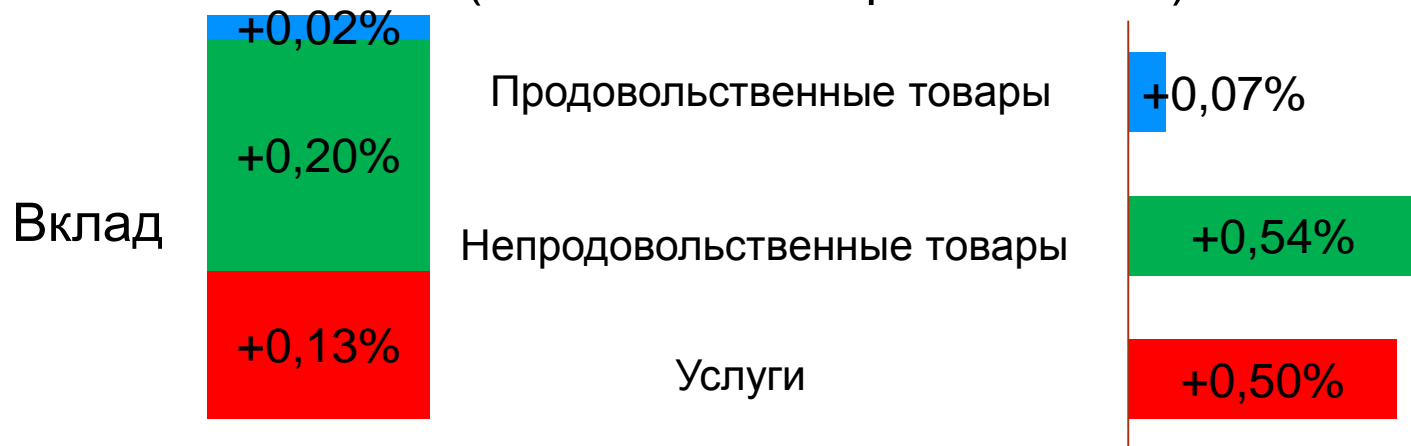 +0,02%
Продовольственные товары
+0,07%
+0,20%
Вклад
Непродовольственные товары
+0,54%
+0,13%
Услуги
+0,50%